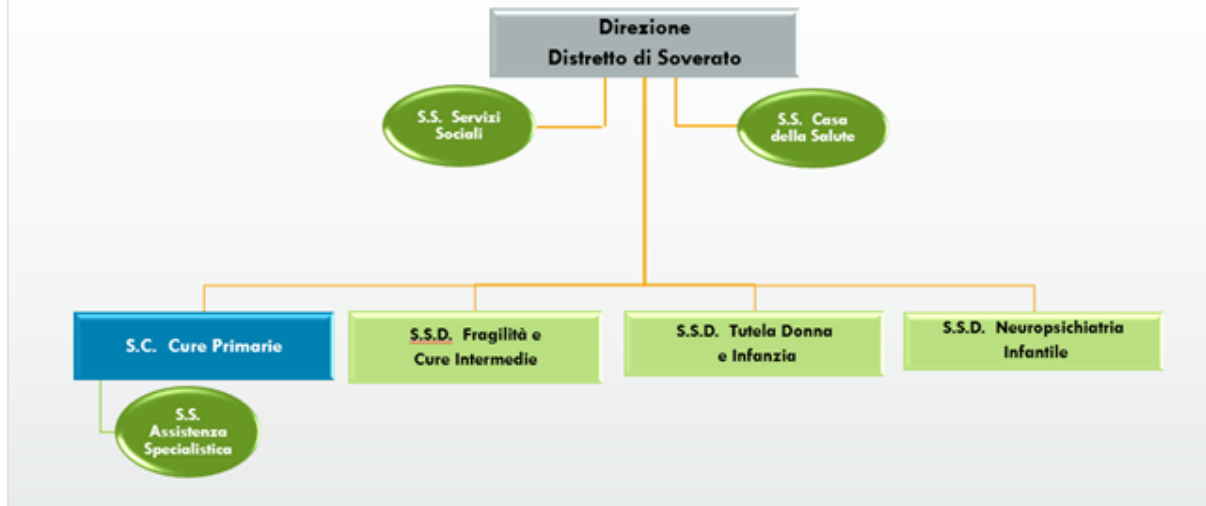 Direzione
Distretto di Soverato
S.S. Servizi
Sociali
S.S. Casa
della Salute
S.C. Cure Primarie
S.S.D. Fragilità e
Cure Intermedie
S.S.D. Tutela Donna
e Infanzia
S.S.D. Neuropsichiatria
Infantile
S.S.
Assistenza
Specialistica